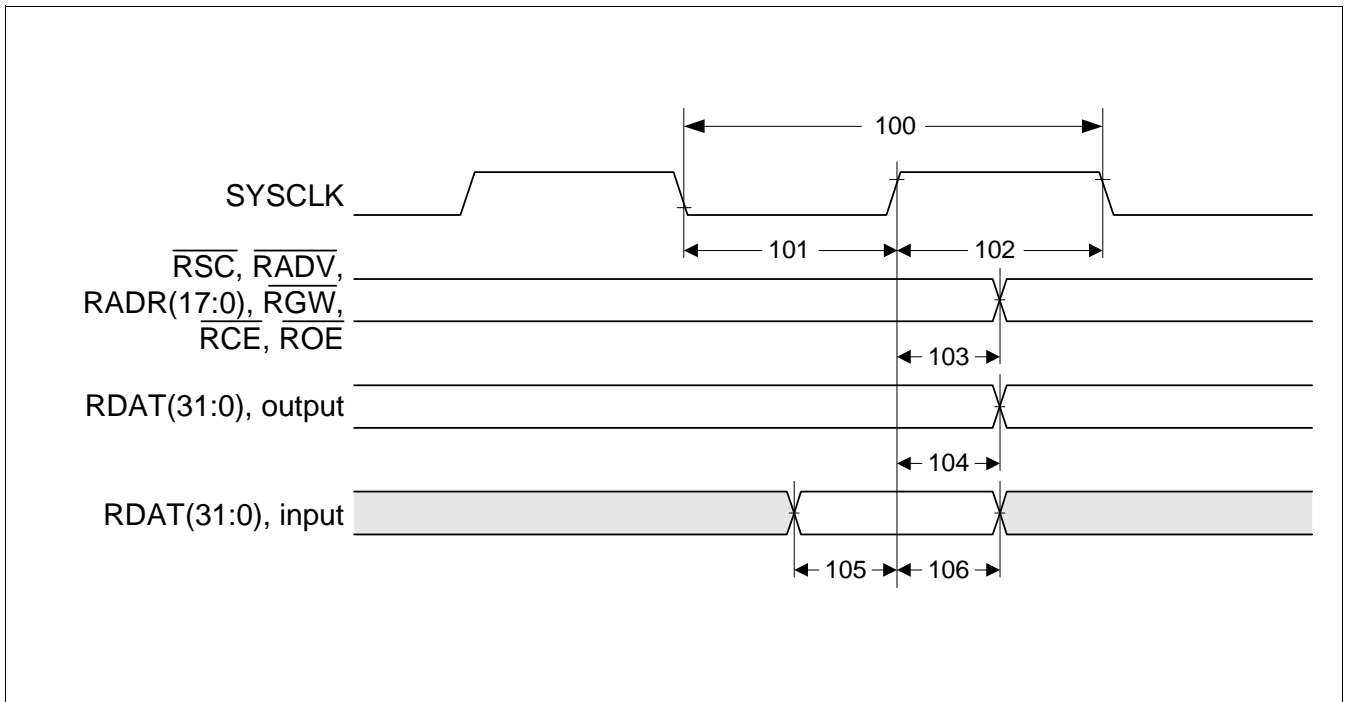 100
SYSCLK
101
102
RSC, RADV,
RADR(17:0), RGW,
RCE, ROE
103
RDAT(31:0), output
104
RDAT(31:0), input
105
106